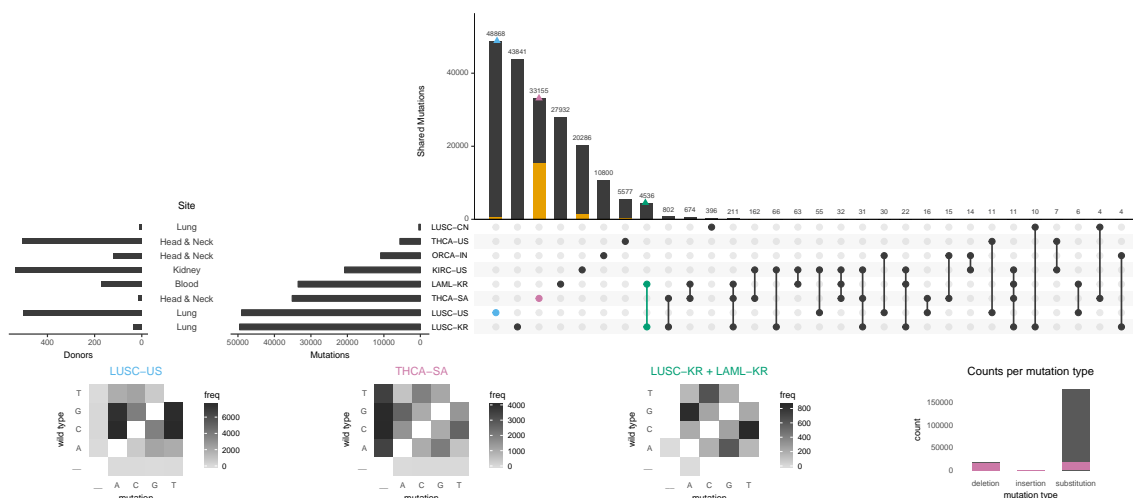 48868
43841
33155
27932
20286
10800
5577
4536
802 674 396 211 162 66 63 55 32 31 30 22 16 15 14 11 11 10 7 6 4 4
Shared Mutations
40000
20000
0
Site
Lung
Head & Neck
Head & Neck
Kidney
Blood
Head & Neck
Lung
Lung
LUSC−CN
THCA−US
ORCA−IN
KIRC−US
LAML−KR
THCA−SA
LUSC−US
LUSC−KR
400 200 0
Donors
50000 40000 30000 20000 10000 0
Mutations
LUSC−US
wild type
T
G
C
A
__
__ A C G T
mutation
freq
6000
4000
2000
0
THCA−SA
wild type
T
G
C
A
__
__ A C G T
mutation
freq
4000
3000
2000
1000
0
LUSC−KR + LAML−KR
wild type
T
G
C
A
__
__ A C G T
mutation
freq
800
600
400
200
0
Counts per mutation type
count
150000
100000
50000
0
deletion insertion substitution
mutation type